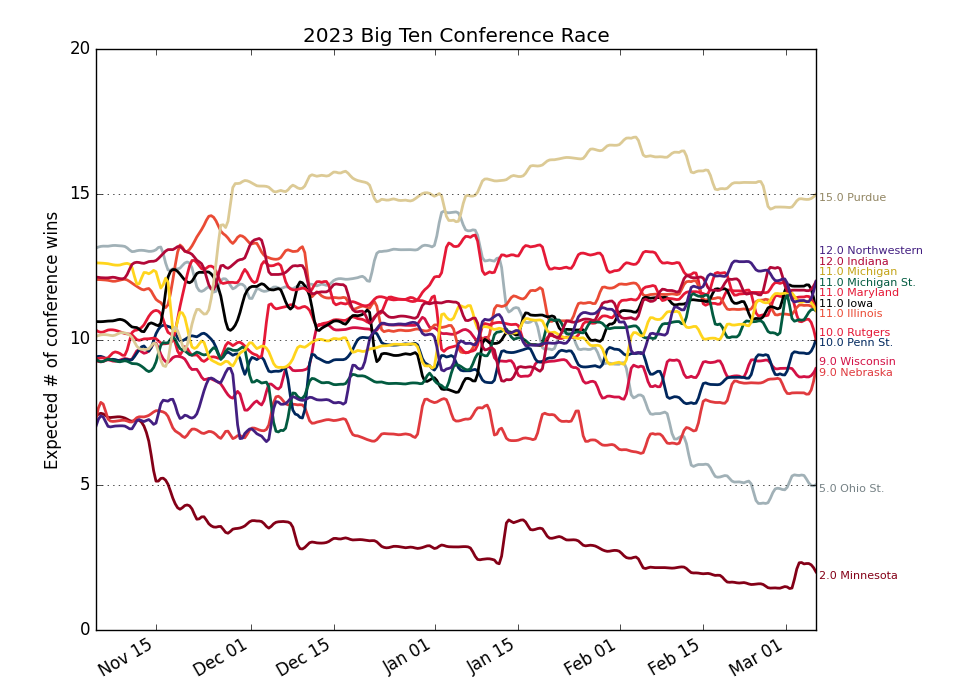 2023 Big Ten Conference Race
Expected # of conference wins
20
15
10
5
0
Nov 15
Dec 01
Dec 15
Jan 01
Jan 15
Feb 01
Feb 15
Mar 01
15.0 Purdue
12.0 Northwestern
12.0 Indiana
11.0 Michigan
11.0 Michigan St.
11.0 Maryland
11.0 Iowa
11.0 Illinois
10.0 Rutgers
10.0 Penn St.
9.0 Wisconsin
9.0 Nebraska
5.0 Ohio St.
2.0 Minnesota